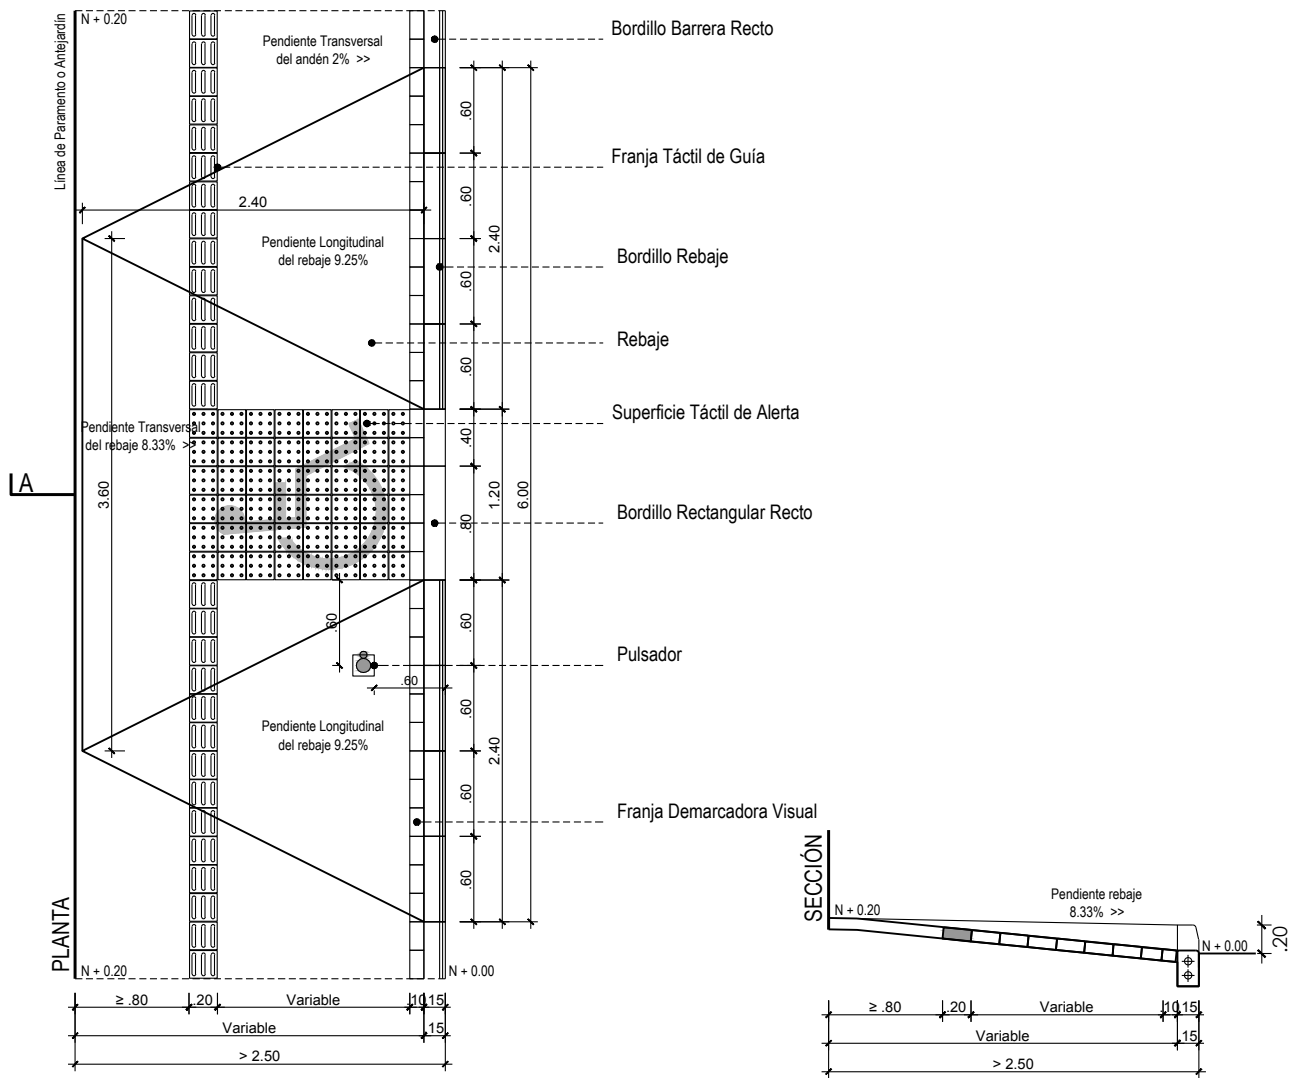 N + 0.20
Línea de Paramento o Antejardín
Pendiente Transversal
del andén 2% >>
Bordillo Barrera Recto
.60
Franja Táctil de Guía
.60
2.40
2.40
Pendiente Longitudinal
del rebaje 9.25%
Bordillo Rebaje
.60
Rebaje
.60
Superficie Táctil de Alerta
Pendiente Transversal
del rebaje 8.33% >>
.40
A
3.60
1.20
6.00
Bordillo Rectangular Recto
.80
.60
.60
Pulsador
.60
.60
Pendiente Longitudinal
del rebaje 9.25%
2.40
.60
Franja Demarcadora Visual
.60
PLANTA
N + 0.20
N + 0.00
≥ .80
.20
Variable
.10
.15
Variable
.15
> 2.50
SECCIÓN
Pendiente rebaje
8.33% >>
N + 0.20
N + 0.00
.20
≥ .80
.20
Variable
.10
.15
Variable
.15
> 2.50